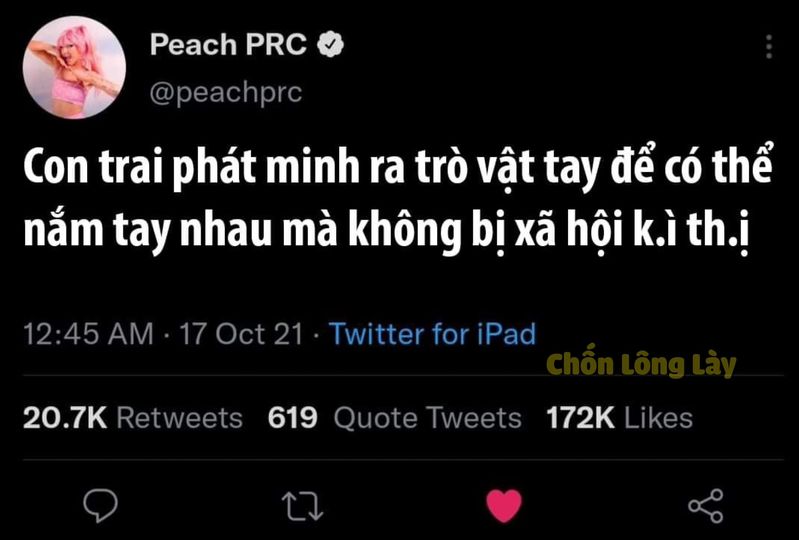 Peach PRC
@peachprc
Con trai phát minh ra trò vật tay để có thể
nắm tay nhau mà không bị xã hội k.ì th.ị
12:45 AM · 17 Oct 21 · Twitter for iPad
Chốn Lông Lày
20.7K Retweets 619 Quote Tweets 172K Likes